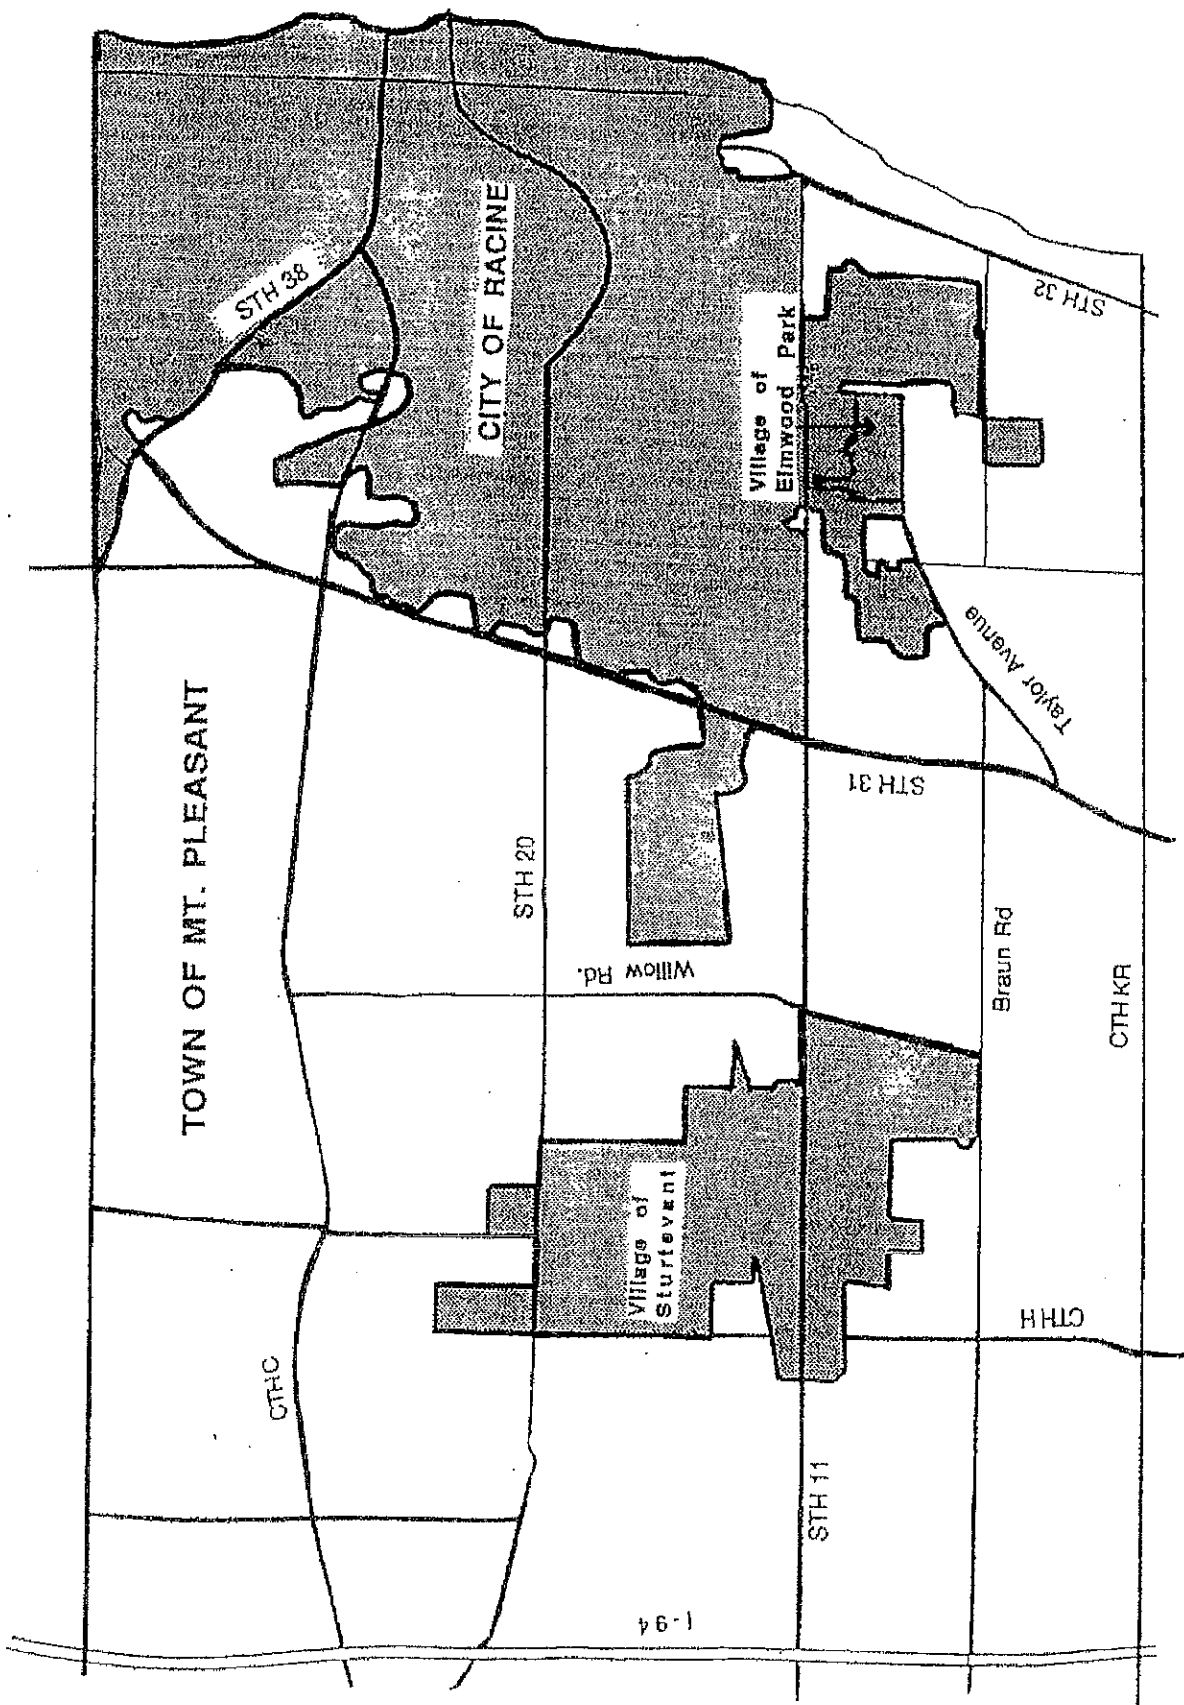 TOWN OF MT. PLEASANT
CITY OF RACINE
STH 38
Village of
Elmwood Park
STH 32
Taylor Avenue
STH 31
STH 20
Willow Rd.
Braun Rd
CTH KR
Village of
Sturtevant
CTH H
CTH C
STH 11
I-94